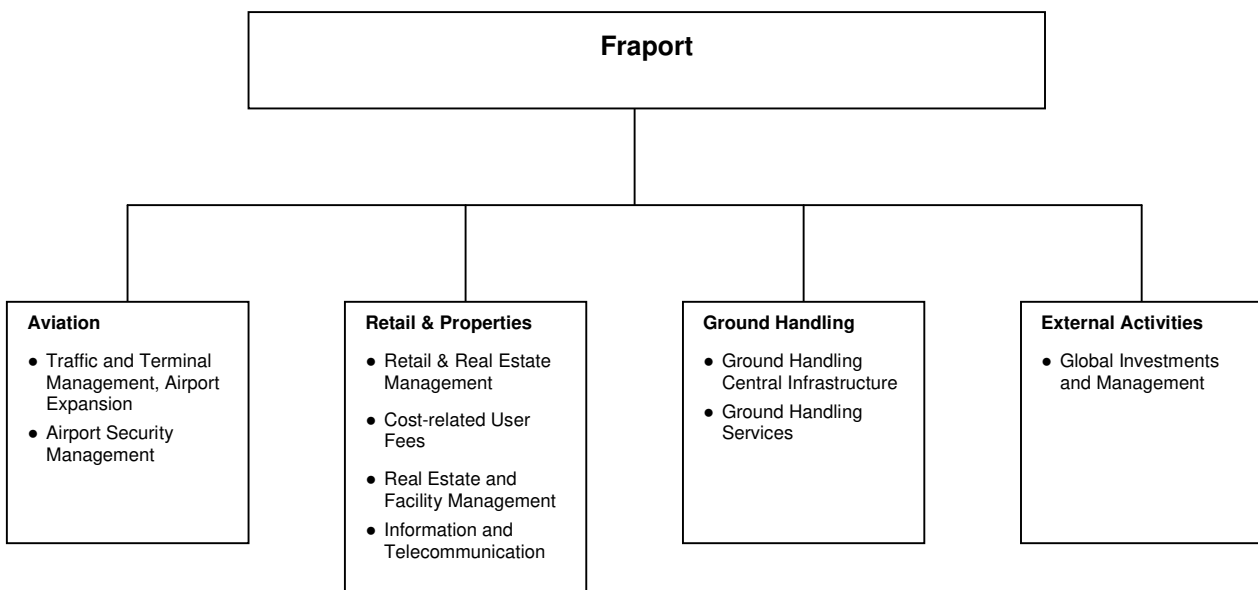 Fraport
Aviation
● Traffic and Terminal
Management, Airport
Expansion
● Airport Security
Management
Retail & Properties
● Retail & Real Estate
Management
● Cost-related User
Fees
● Real Estate and
Facility Management
● Information and
Telecommunication
Ground Handling
● Ground Handling
Central Infrastructure
● Ground Handling
Services
External Activities
● Global Investments
and Management